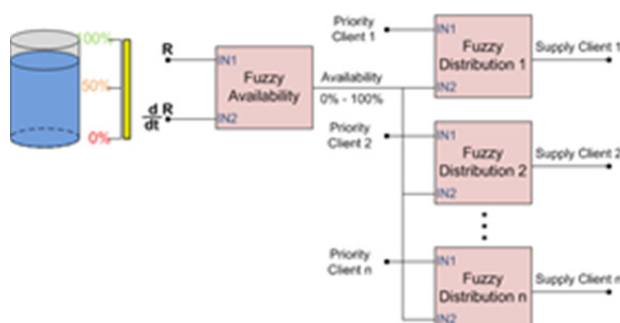 100%
50%
0%
R
d
dt
R
IN1
IN2
Fuzzy
Availability
Availability
0% - 100%
Priority
Client 1
IN1
IN2
Fuzzy
Distribution 1
Supply Client 1
Priority
Client 2
IN1
IN2
Fuzzy
Distribution 2
Supply Client 2
Priority
Client n
IN1
IN2
Fuzzy
Distribution n
Supply Client n